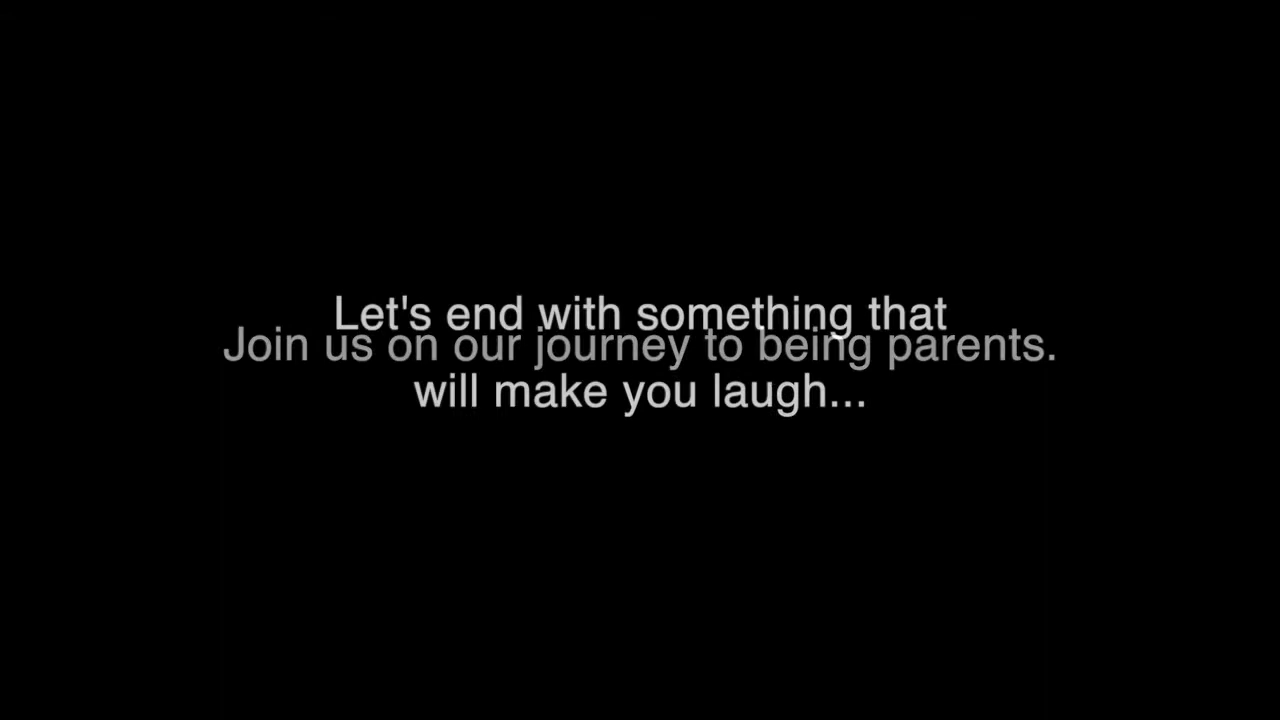 Let's end with something that
Join us on our journey to being parents.
will make you laugh...